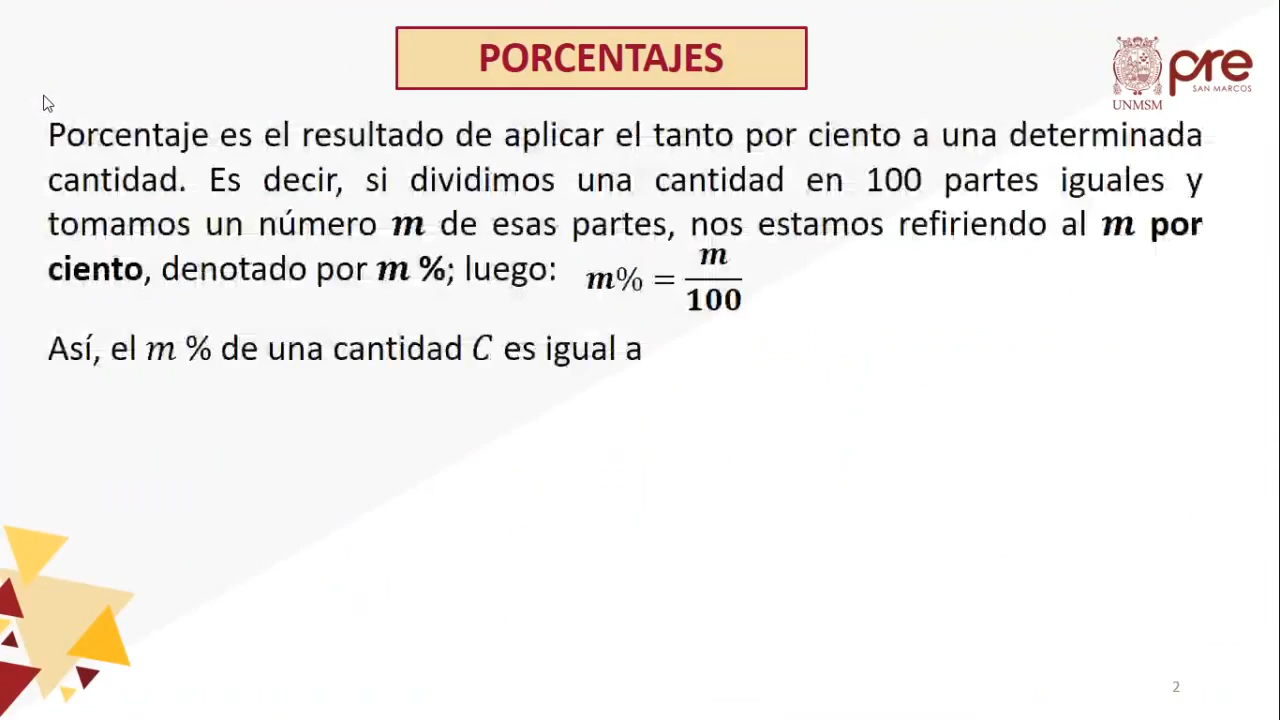 PORCENTAJES
pre
SAN MARCOS
UNMSM
Porcentaje es el resultado de aplicar el tanto por ciento a una determinada
cantidad. Es decir, si dividimos una cantidad en 100 partes iguales y
tomamos un número m de esas partes, nos estamos refiriendo al m por
ciento, denotado por m %; luego: m% = m/100
Así, el m % de una cantidad C es igual a
2